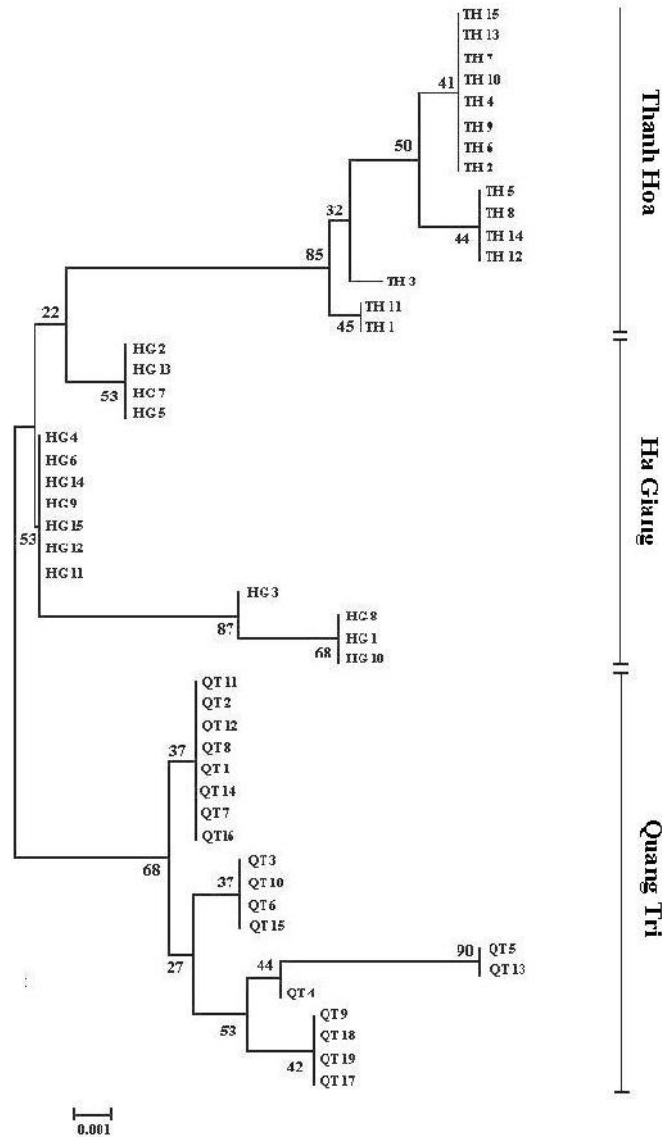 TH 15
TH 13
TH 7
TH 10
41
TH 4
TH 9
TH 6
TH 2
50
TH 5
TH 8
TH 14
TH 12
44
32
85
TH 3
TH 11
TH 1
45
Thanh Hoa
22
HG 2
HG 13
HG 7
HG 5
53
HG 4
HG 6
HG 14
HG 9
HG 15
HG 12
HG 11
53
HG 3
87
HG 8
HG 1
HG 10
68
Ha Giang
QT 11
QT 2
QT 12
QT 8
37
QT 1
QT 14
QT 7
QT 16
68
QT 3
QT 10
37
QT 6
QT 15
27
QT 5
90
QT 13
44
QT 4
53
QT 9
QT 18
QT 19
QT 17
42
Quang Tri
0.001